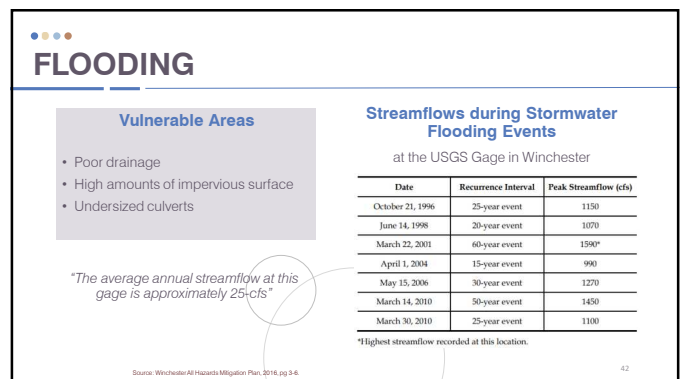 FLOODING
Vulnerable Areas
• Poor drainage
• High amounts of impervious surface
• Undersized culverts
“The average annual streamflow at this
gage is approximately 25-cfs”
Streamflows during Stormwater
Flooding Events
at the USGS Gage in Winchester
Date Recurrence Interval Peak Streamflow (cfs)
October 21, 1996 25-year event 1150
June 14, 1998 20-year event 1070
March 22, 2001 60-year event 1590*
April 1, 2004 15-year event 990
May 15, 2006 30-year event 1270
March 14, 2010 50-year event 1450
March 30, 2010 25-year event 1100
*Highest streamflow recorded at this location.
Source: Winchester All Hazards Mitigation Plan, 2016, pg 3-6.
42